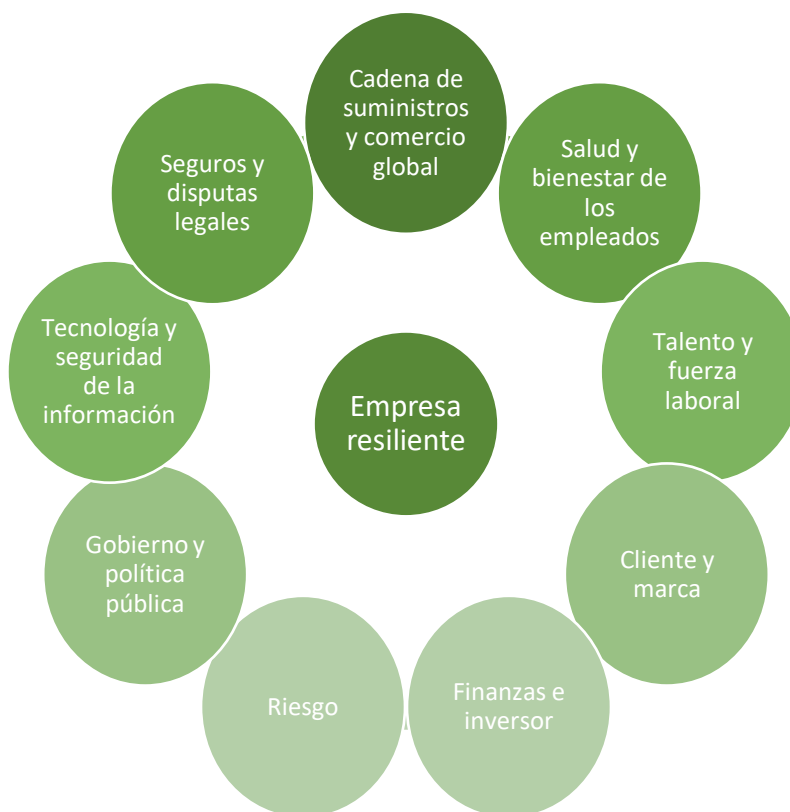 Cadena de
suministros
y comercio
global
Salud y
bienestar de
los
empleados
Talento y
fuerza
laboral
Cliente y
marca
Finanzas e
inversor
Riesgo
Gobierno y
política
pública
Tecnología y
seguridad
de la
información
Seguros y
disputas
legales
Empresa
resiliente